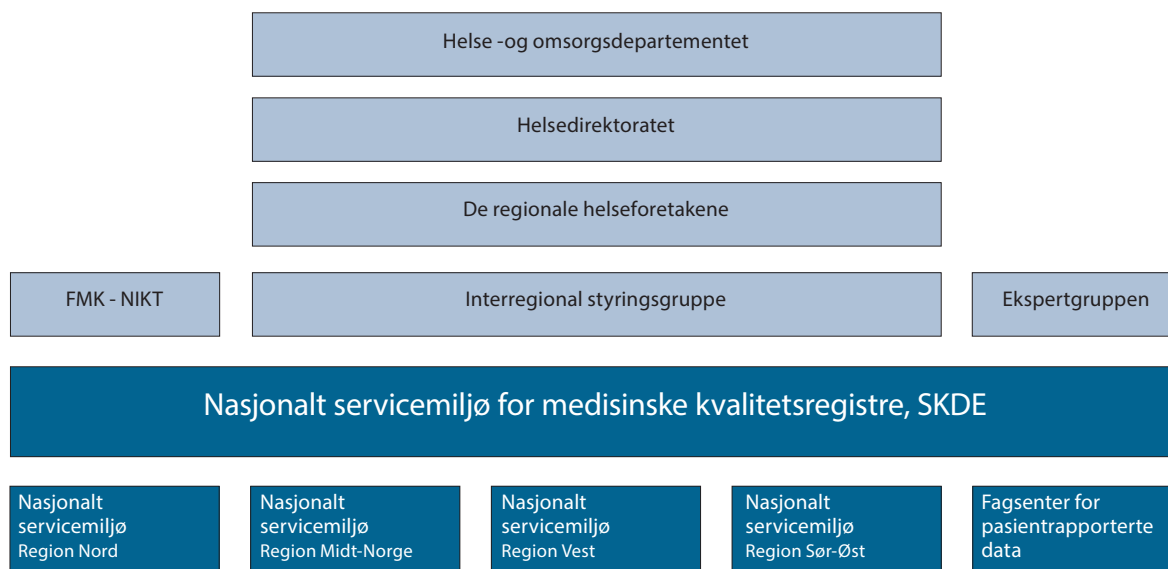 Helse -og omsorgsdepartementet
Helsedirektoratet
De regionale helseforetakene
FMK - NIKT
Interregional styringsgruppe
Ekspertgruppen
Nasjonalt servicemiljø for medisinske kvalitetsregistre, SKDE
Nasjonalt
servicemiljø
Region Nord
Nasjonalt
servicemiljø
Region Midt-Norge
Nasjonalt
servicemiljø
Region Vest
Nasjonalt
servicemiljø
Region Sør-Øst
Fagsenter for
pasientrapporterte
data